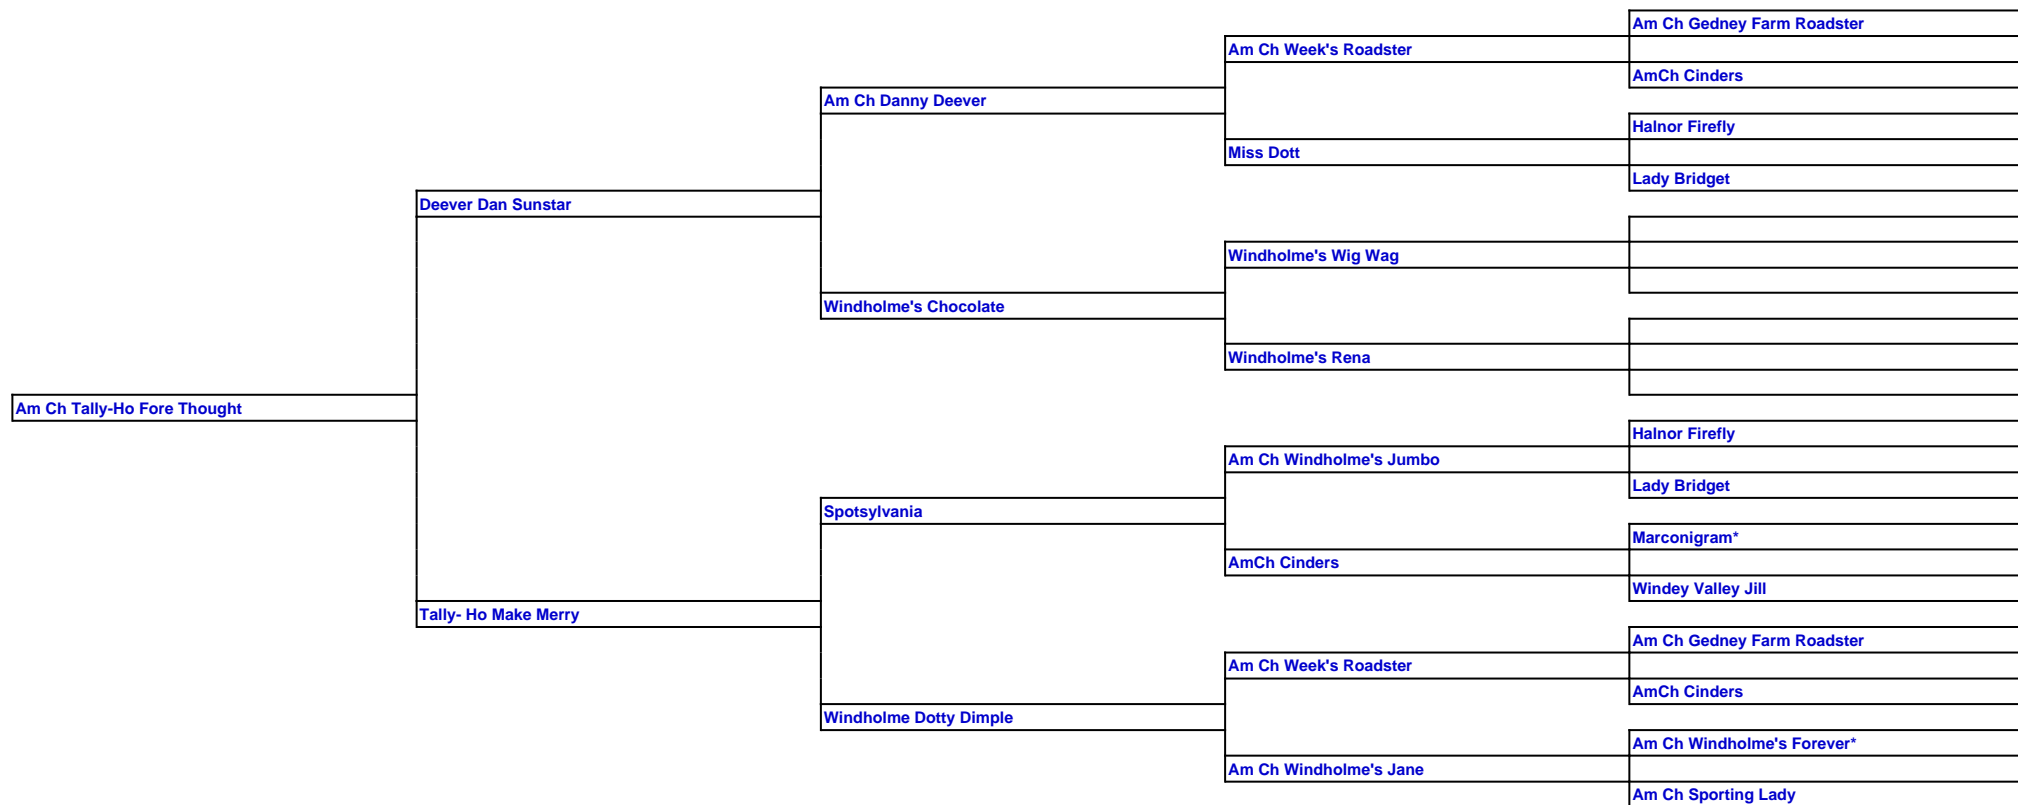 Am Ch Gedney Farm Roadster
Am Ch Week's Roadster
AmCh Cinders
Am Ch Danny Deever
Halnor Firefly
Miss Dott
Lady Bridget
Deever Dan Sunstar
Windholme's Wig Wag
Windholme's Chocolate
Windholme's Rena
Am Ch Tally-Ho Fore Thought
Halnor Firefly
Am Ch Windholme's Jumbo
Lady Bridget
Spotsylvania
Marconigram*
AmCh Cinders
Windey Valley Jill
Tally- Ho Make Merry
Am Ch Gedney Farm Roadster
Am Ch Week's Roadster
AmCh Cinders
Windholme Dotty Dimple
Am Ch Windholme's Forever*
Am Ch Windholme's Jane
Am Ch Sporting Lady